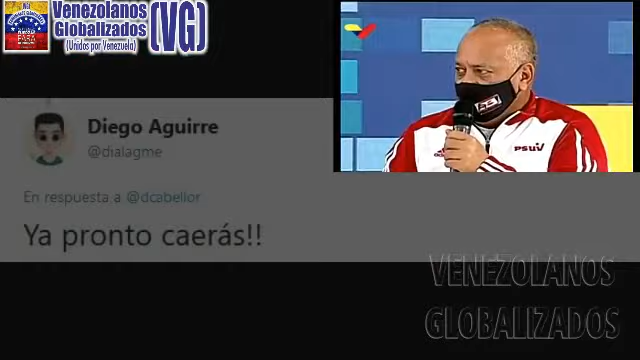 Venezolanos
Globalizados
(Unidos por Venezuela)
(VG)
Diego Aguirre
@dialagme
En respuesta a @dcabellor
Ya pronto caerás!!
PSUV
VENEZOLANOS
GLOBALIZADOS